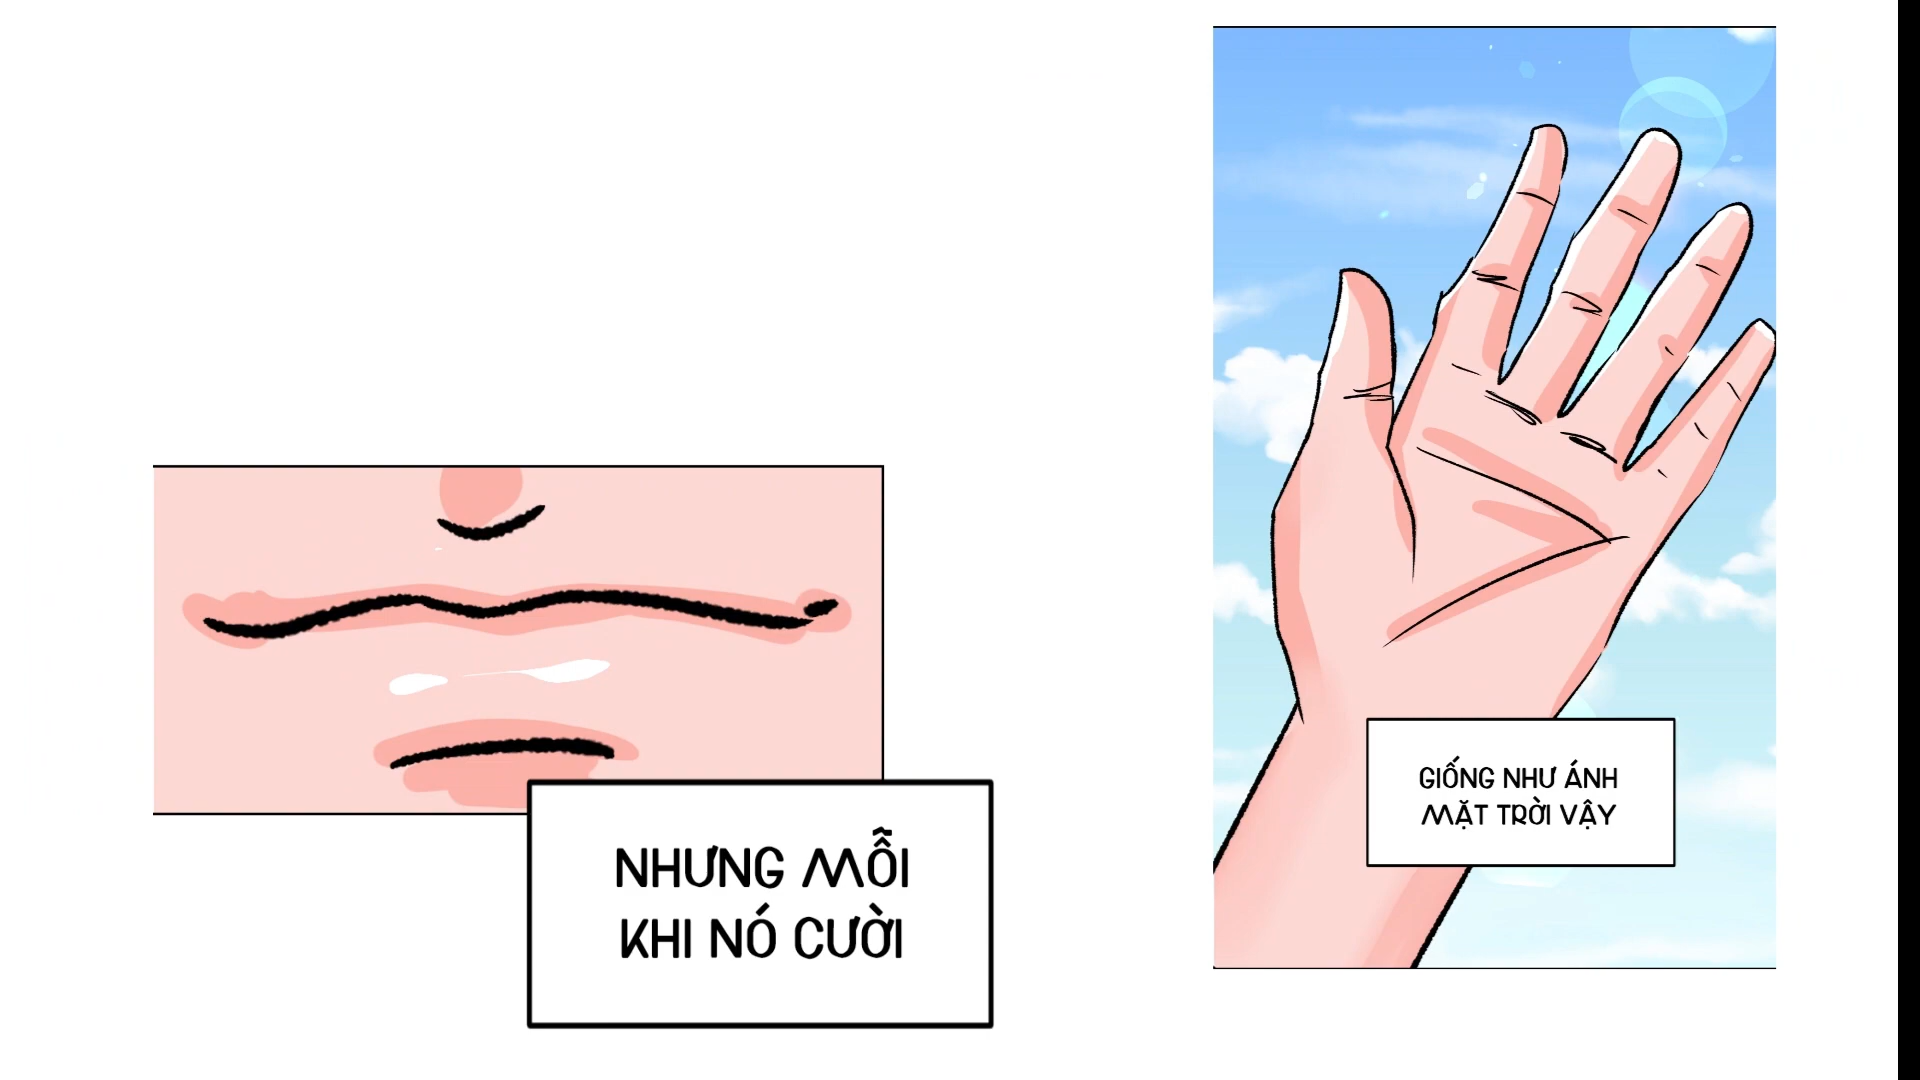 NHƯNG MỖI
KHI NÓ CƯỜI
GIỐNG NHƯ ÁNH
MẶT TRỜI VẬY